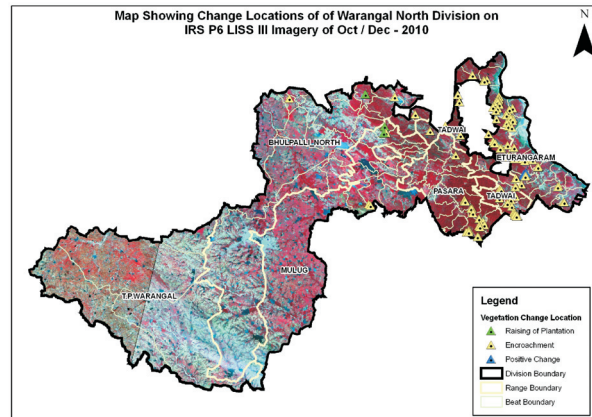 Map Showing Change Locations of of Warangal North Division on
IRS P6 LISS III Imagery of Oct / Dec - 2010
N
BHULPALLI_NORTH
TADWAI
ETURANGARAM
PASARA
TADWAI
MULUG
T.P.WARANGAL
Legend
Vegetation Change Location
Raising of Plantation
Encroachment
Positive Change
Division Boundary
Range Boundary
Beat Boundary